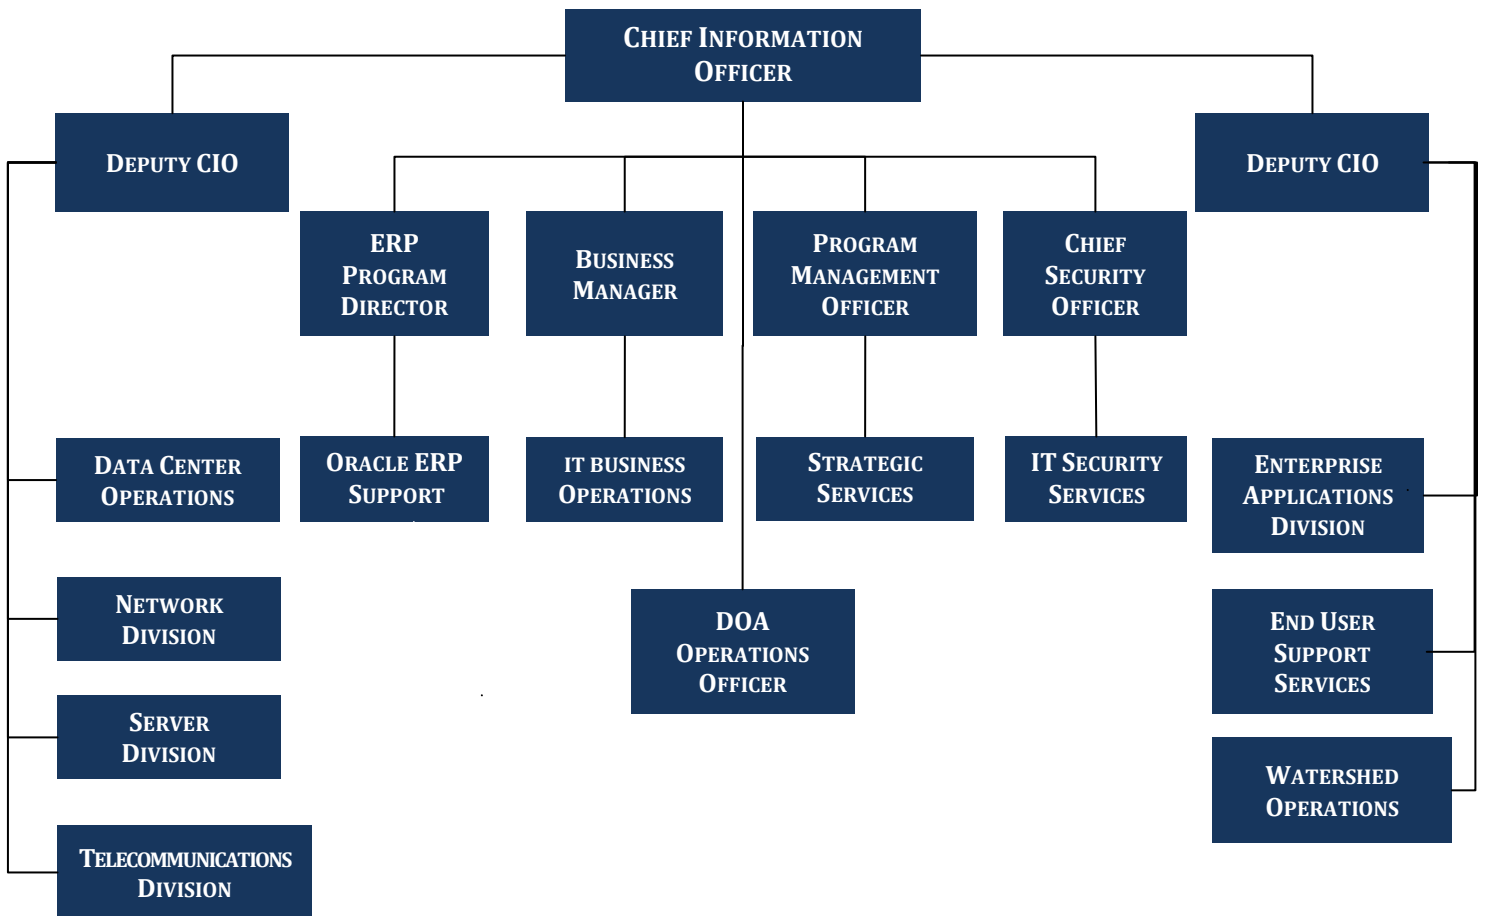 CHIEF INFORMATION
OFFICER
DEPUTY CIO
DEPUTY CIO
ERP
PROGRAM
DIRECTOR
BUSINESS
MANAGER
PROGRAM
MANAGEMENT
OFFICER
CHIEF
SECURITY
OFFICER
DATA CENTER
OPERATIONS
ORACLE ERP
SUPPORT
IT BUSINESS
OPERATIONS
STRATEGIC
SERVICES
IT SECURITY
SERVICES
ENTERPRISE
APPLICATIONS
DIVISION
NETWORK
DIVISION
DOA
OPERATIONS
OFFICER
END USER
SUPPORT
SERVICES
SERVER
DIVISION
WATERSHED
OPERATIONS
TELECOMMUNICATIONS
DIVISION